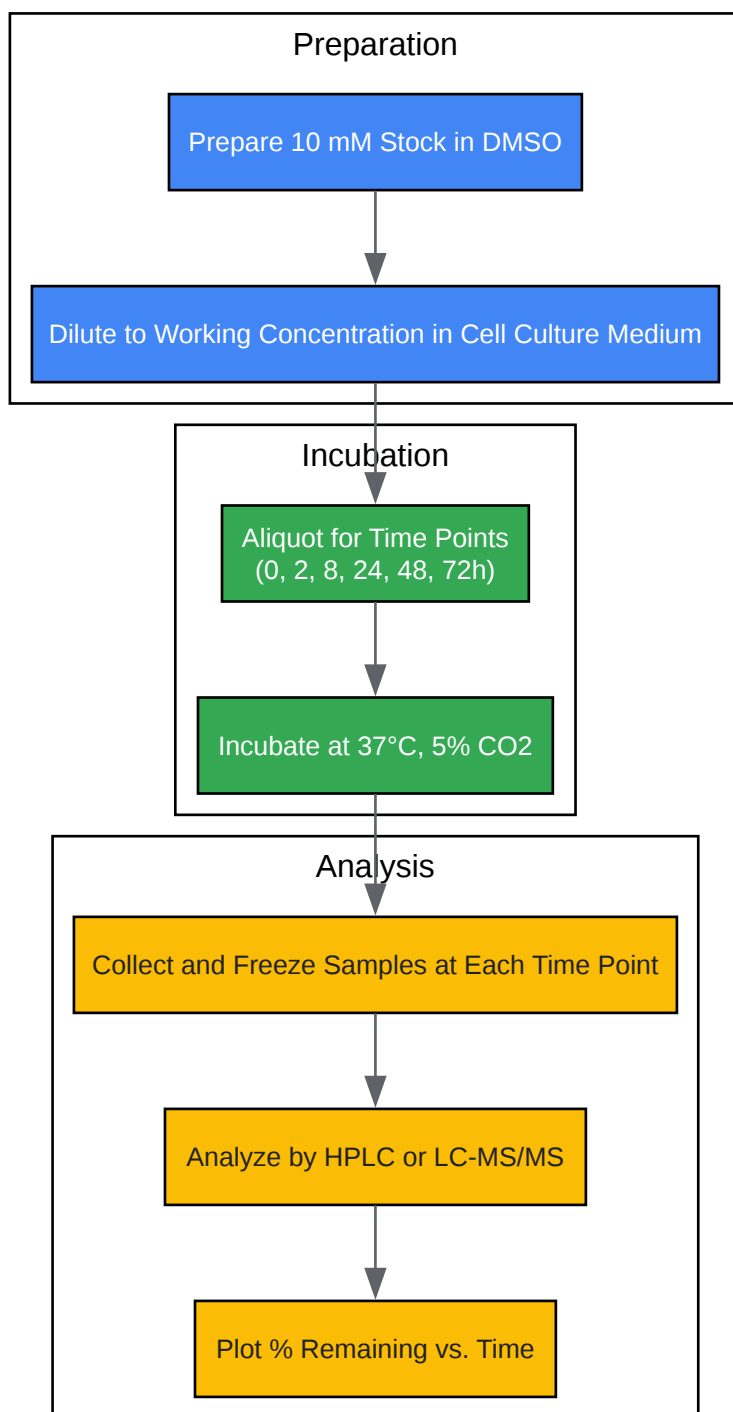 Preparation
Prepare 10 mM Stock in DMSO
Dilute to Working Concentration in Cell Culture Medium
Incubation
Aliquot for Time Points
(0, 2, 8, 24, 48, 72h)
Incubate at 37°C, 5% CO2
Analysis
Collect and Freeze Samples at Each Time Point
Analyze by HPLC or LC-MS/MS
Plot % Remaining vs. Time